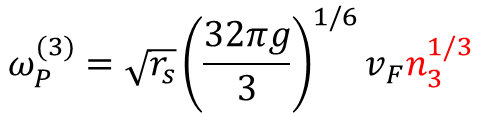 ω_P^{(3)} = √r_s (32πg/3)^{1/6} v_F n_3^{1/3}